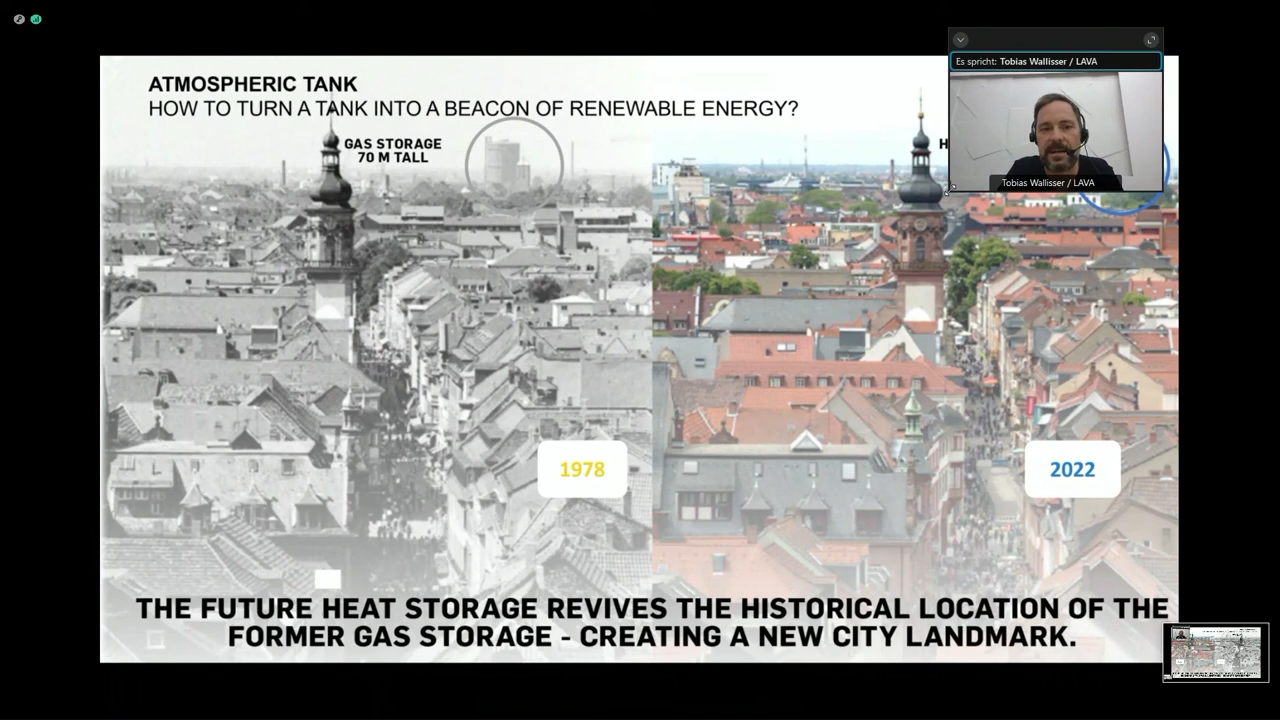 ATMOSPHERIC TANK
HOW TO TURN A TANK INTO A BEACON OF RENEWABLE ENERGY?
GAS STORAGE
70 M TALL
H
Es spricht: Tobias Wallisser / LAVA
Tobias Wallisser / LAVA
1978
2022
THE FUTURE HEAT STORAGE REVIVES THE HISTORICAL LOCATION OF THE
FORMER GAS STORAGE - CREATING A NEW CITY LANDMARK.